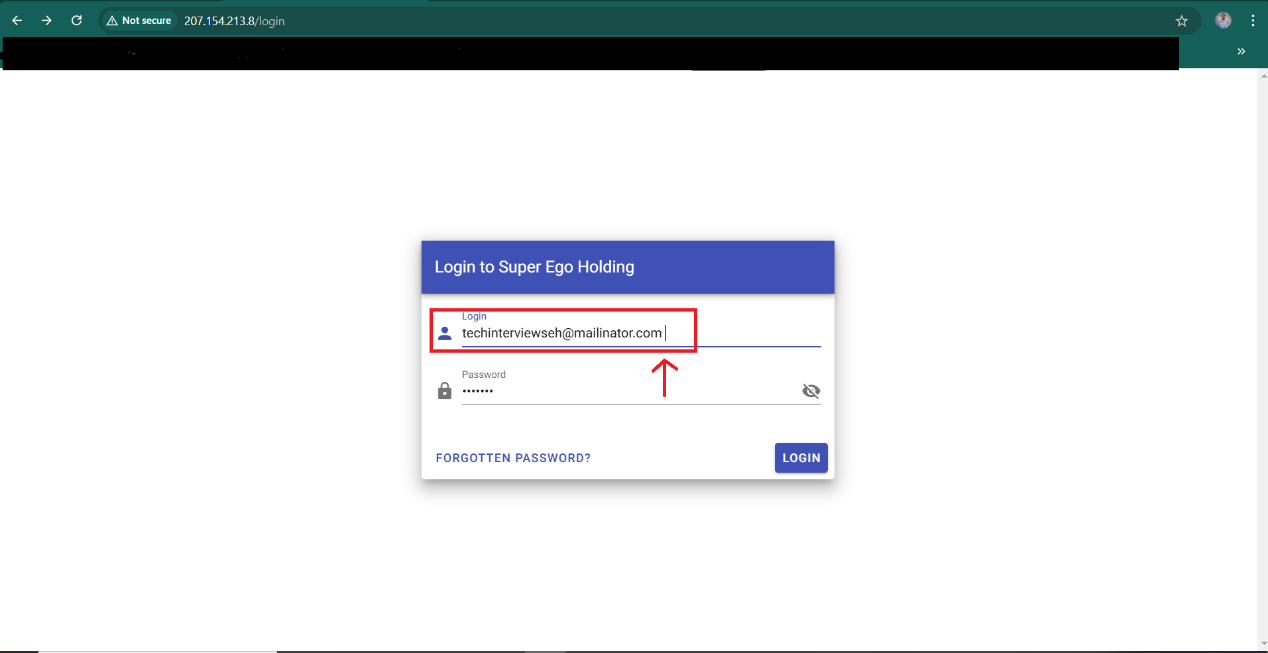 Not secure 207.154.213.8/login
»
Login to Super Ego Holding
Login
techinterviewseh@mailinator.com
Password
•••••••
FORGOTTEN PASSWORD? LOGIN